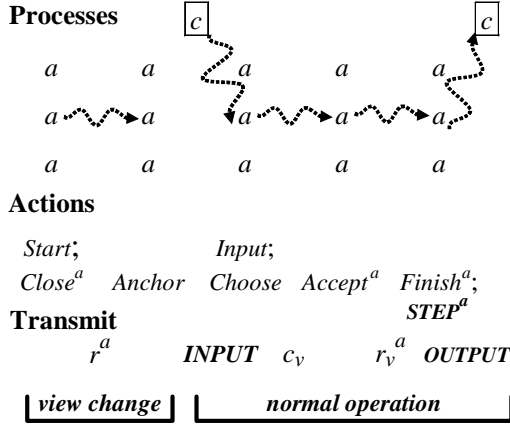 Processes c c
a a a a a
a a a a a
a a a a a
Actions
Start; Input;
Close^a Anchor Choose Accept^a Finish^a;
STEP^a
Transmit
r^a INPUT c_v r_v^a OUTPUT
view change normal operation